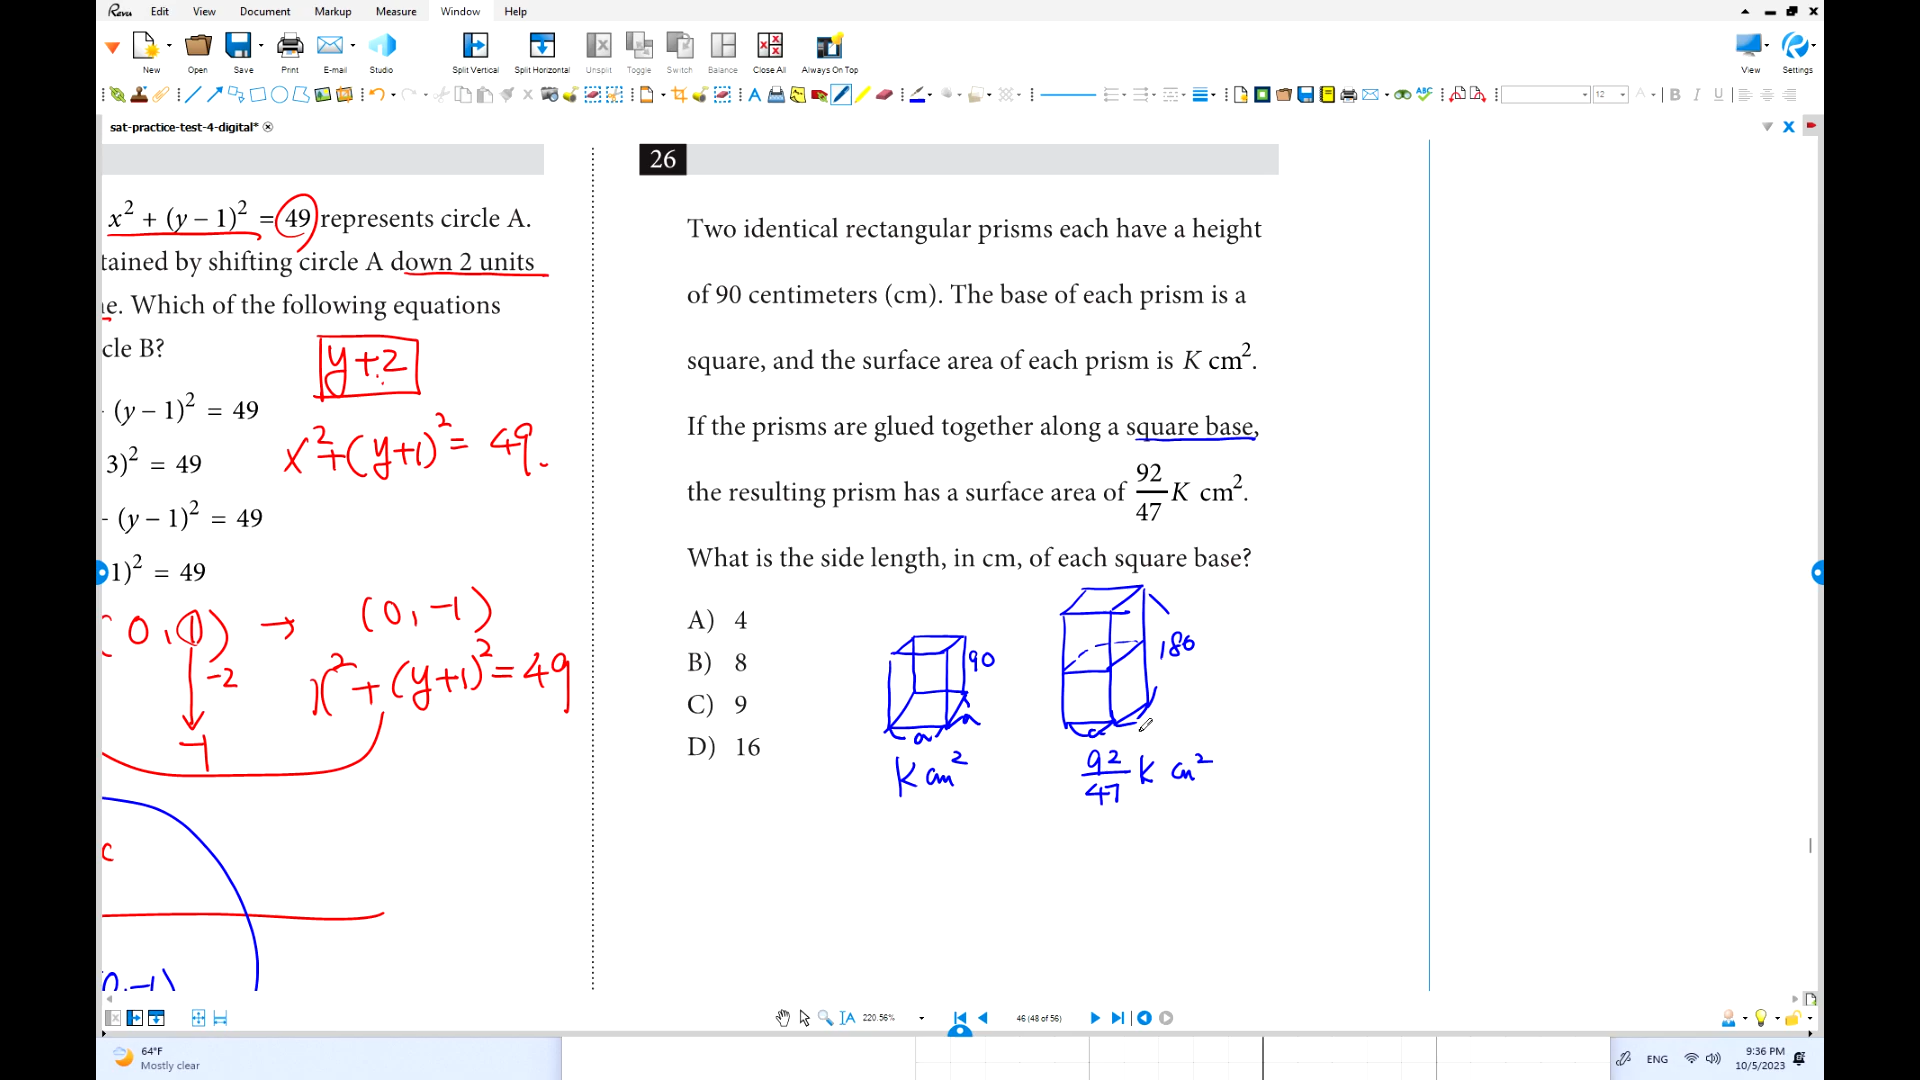 Revu Edit View Document Markup Measure Window Help
New Open Save Print E-mail Studio Split Vertical Split Horizontal Unsplit Toggle Switch Balance Close All Always On Top View Settings
12 B I U
sat-practice-test-4-digital*
x² + (y – 1)² = 49 represents circle A.
tained by shifting circle A down 2 units
e. Which of the following equations
cle B?
y+2
(y – 1)² = 49
x²+(y+1)² = 49.
3)² = 49
- (y – 1)² = 49
1)² = 49
(0, 1) → (0, -1)
-2
x² + (y+1)² = 49
-1
c
0, -1)
26
Two identical rectangular prisms each have a height
of 90 centimeters (cm). The base of each prism is a
square, and the surface area of each prism is K cm².
If the prisms are glued together along a square base,
the resulting prism has a surface area of 92/47 K cm².
What is the side length, in cm, of each square base?
A) 4
B) 8
C) 9
D) 16
90
a
a
K cm²
180
a
92/47 K cm²
220.56% 46 (48 of 56)
64°F
Mostly clear
ENG
9:36 PM
10/5/2023